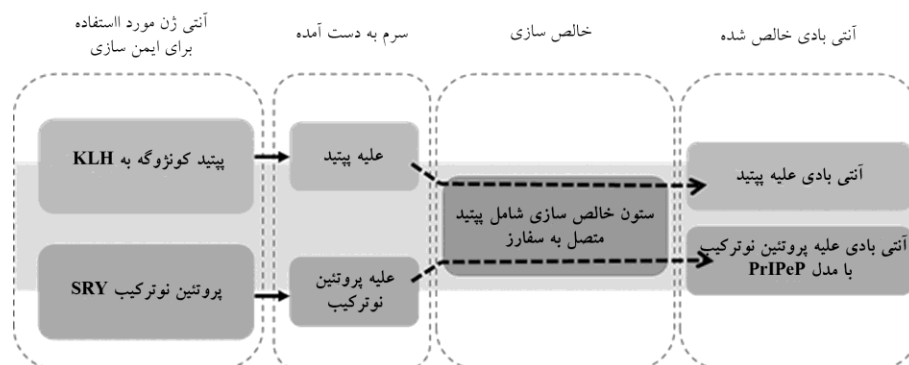 آنتی ژن مورد ااستفاده
برای ایمن سازی
سرم به دست آمده
خالص سازی
آنتی بادی خالص شده
پپتید کونژوگه به KLH
علیه پپتید
آنتی بادی علیه پپتید
ستون خالص سازی شامل پپتید
متصل به سفارز
پروتئین نوترکیب SRY
علیه پروتئین
نوترکیب
آنتی بادی علیه پروتئین نوترکیب
با مدل PrIPeP